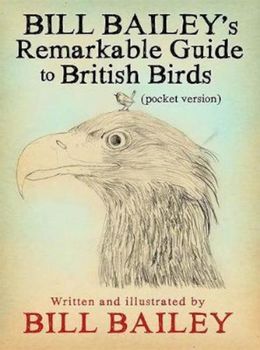 BILL BAILEY's
Remarkable Guide
to British Birds
(pocket version)
Written and illustrated by
BILL BAILEY